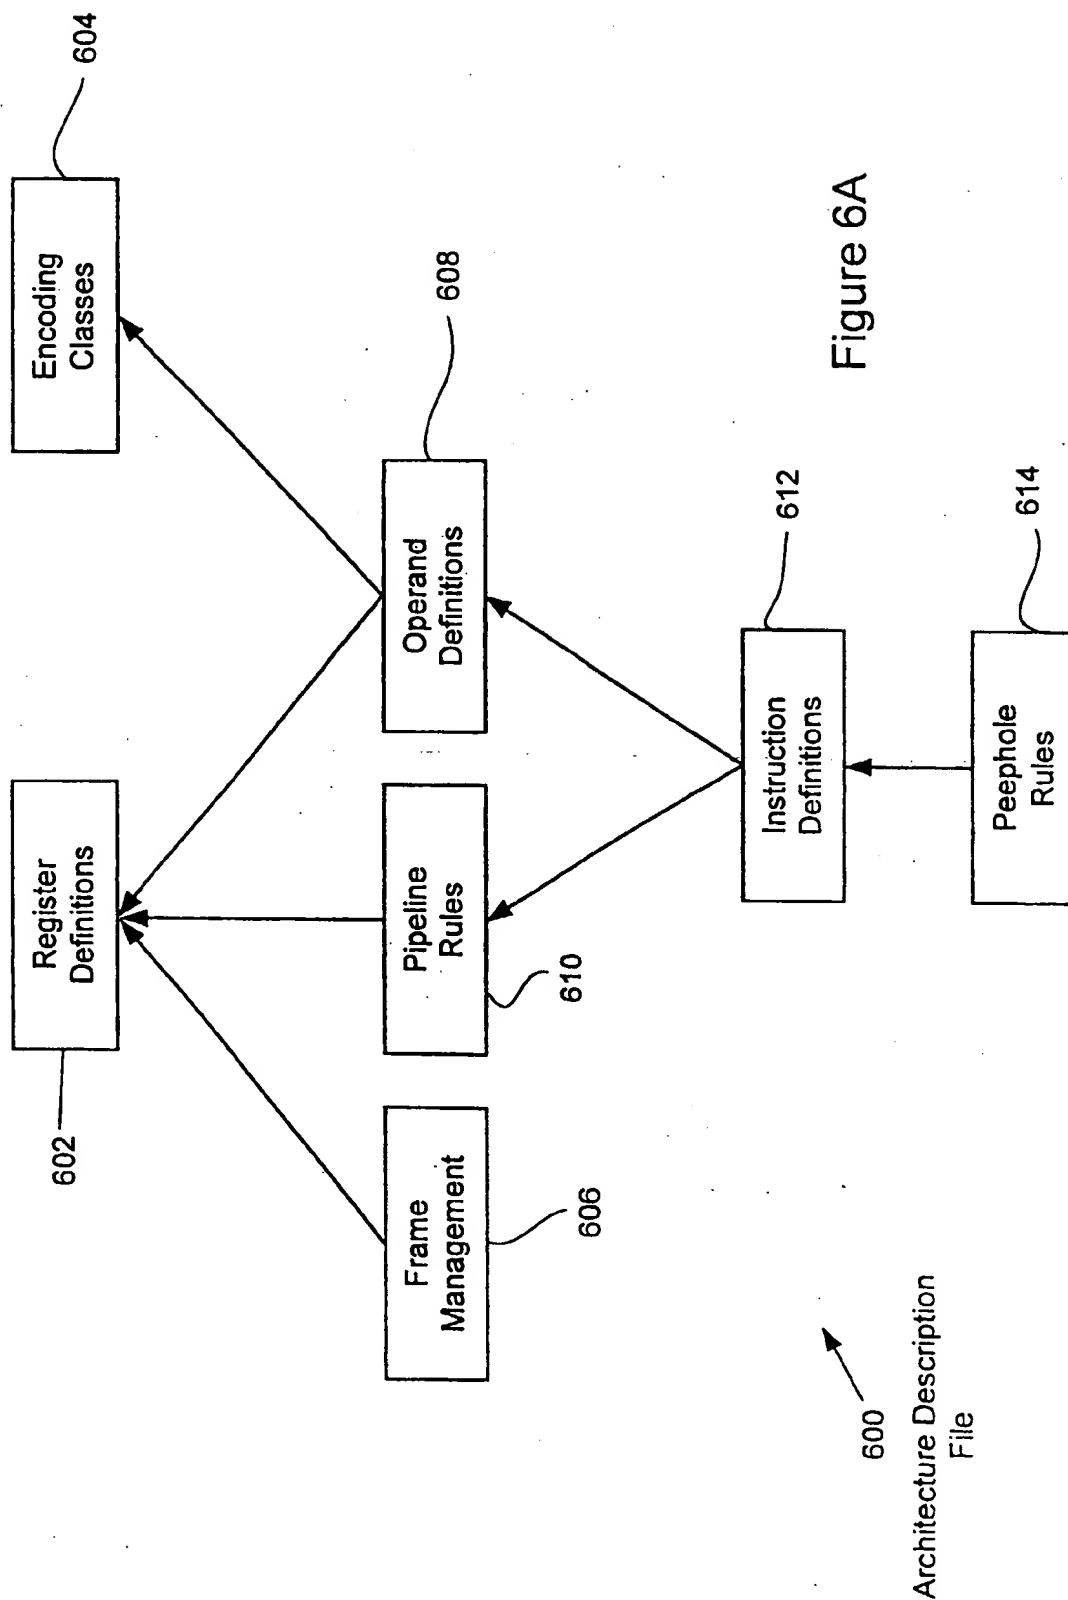 602
Register
Definitions
Encoding
Classes
604
Frame
Management
606
Pipeline
Rules
610
Operand
Definitions
608
600
Architecture Description
File
Instruction
Definitions
612
Peephole
Rules
614
Figure 6A